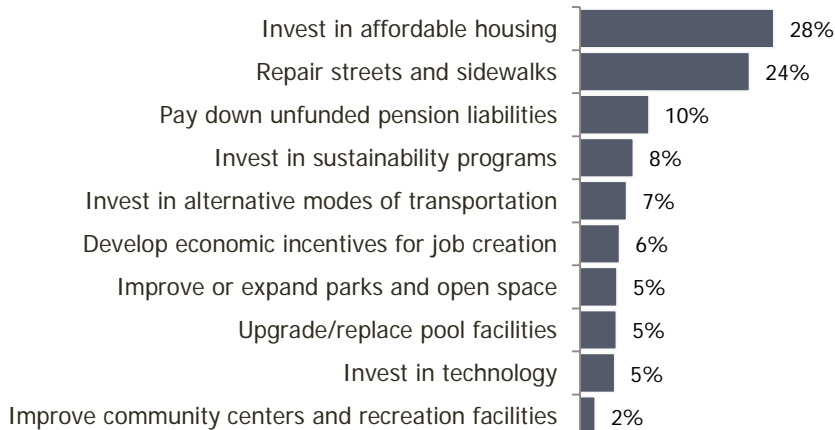 Invest in affordable housing 28%
Repair streets and sidewalks 24%
Pay down unfunded pension liabilities 10%
Invest in sustainability programs 8%
Invest in alternative modes of transportation 7%
Develop economic incentives for job creation 6%
Improve or expand parks and open space 5%
Upgrade/replace pool facilities 5%
Invest in technology 5%
Improve community centers and recreation facilities 2%